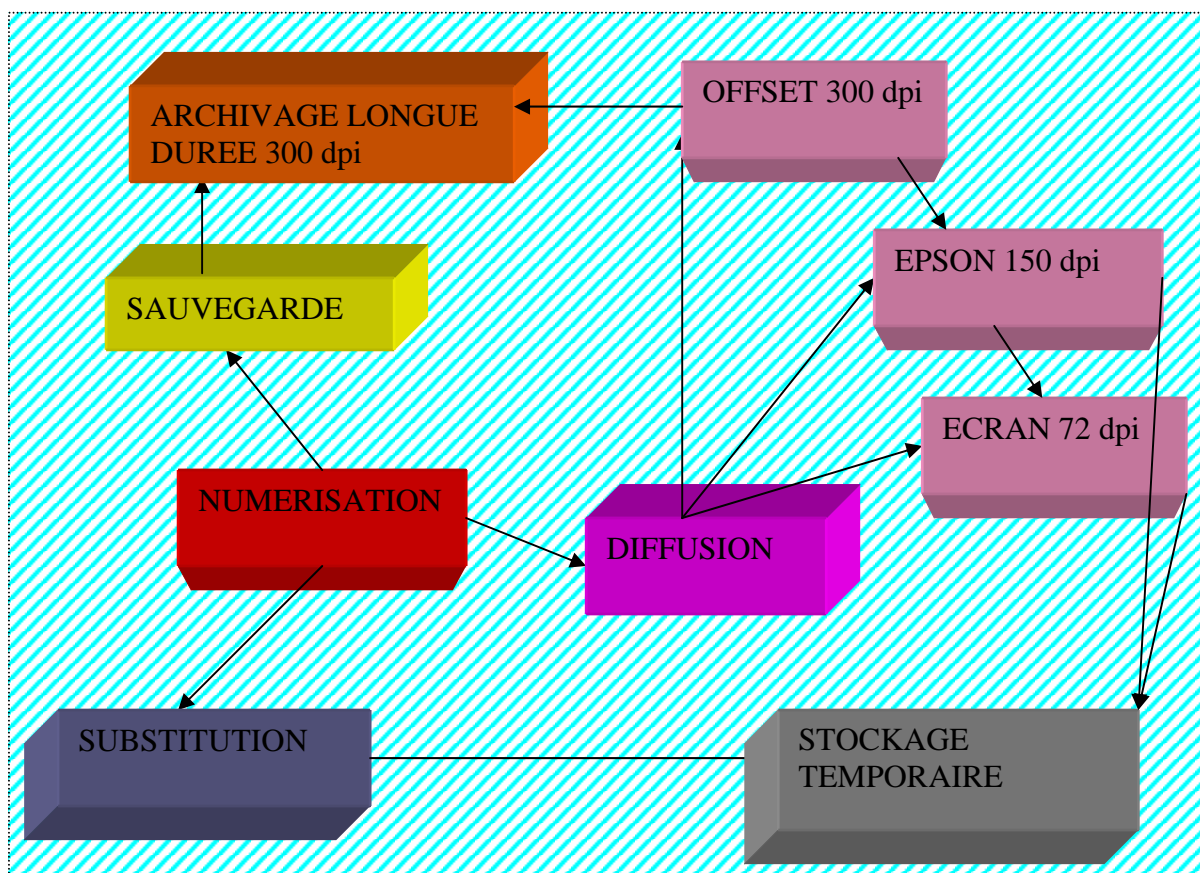 ARCHIVAGE LONGUE
DUREE 300 dpi
OFFSET 300 dpi
EPSON 150 dpi
SAUVEGARDE
ECRAN 72 dpi
NUMERISATION
DIFFUSION
SUBSTITUTION
STOCKAGE
TEMPORAIRE